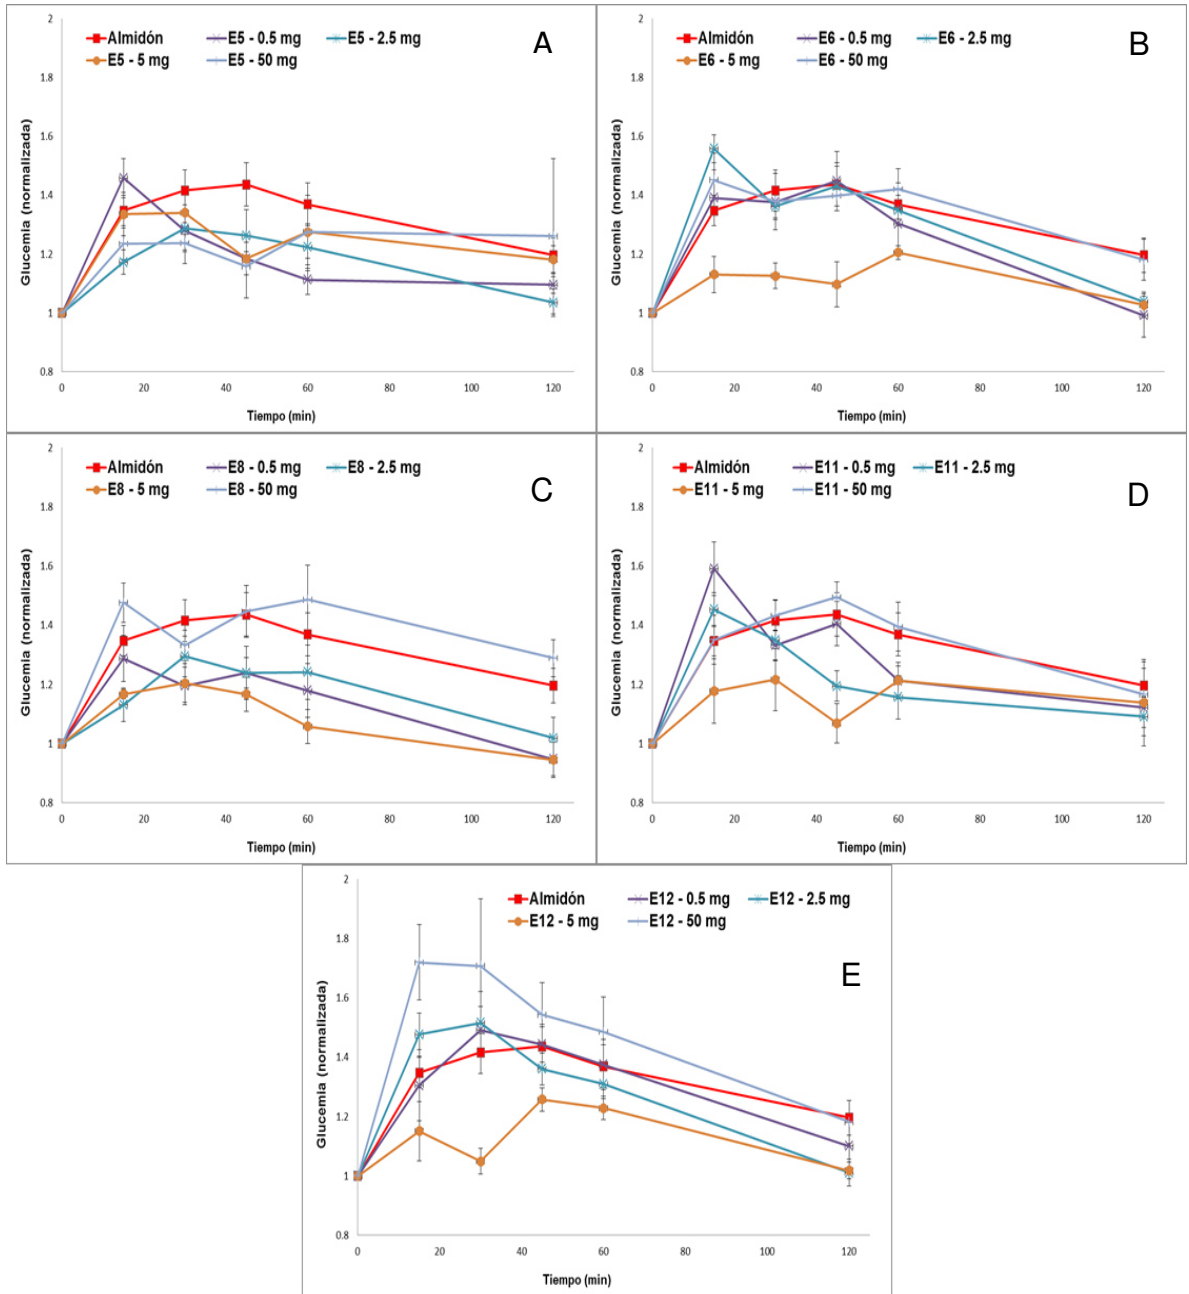 Almidón E5 - 0.5 mg E5 - 2.5 mg
E5 - 5 mg E5 - 50 mg
A
Glucemia (normalizada)
2
1.8
1.6
1.4
1.2
1
0.8
0 20 40 60 80 100 120
Tiempo (min)
Almidón E6 - 0.5 mg E6 - 2.5 mg
E6 - 5 mg E6 - 50 mg
B
Glucemia (normalizada)
2
1.8
1.6
1.4
1.2
1
0.8
0 20 40 60 80 100 120
Tiempo (min)
Almidón E8 - 0.5 mg E8 - 2.5 mg
E8 - 5 mg E8 - 50 mg
C
Glucemia (normalizada)
2
1.8
1.6
1.4
1.2
1
0.8
0 20 40 60 80 100 120
Tiempo (min)
Almidón E11 - 0.5 mg E11 - 2.5 mg
E11 - 5 mg E11 - 50 mg
D
Glucemia (normalizada)
2
1.8
1.6
1.4
1.2
1
0.8
0 20 40 60 80 100 120
Tiempo (min)
Almidón E12 - 0.5 mg E12 - 2.5 mg
E12 - 5 mg E12 - 50 mg
E
Glucemia (normalizada)
2
1.8
1.6
1.4
1.2
1
0.8
0 20 40 60 80 100 120
Tiempo (min)